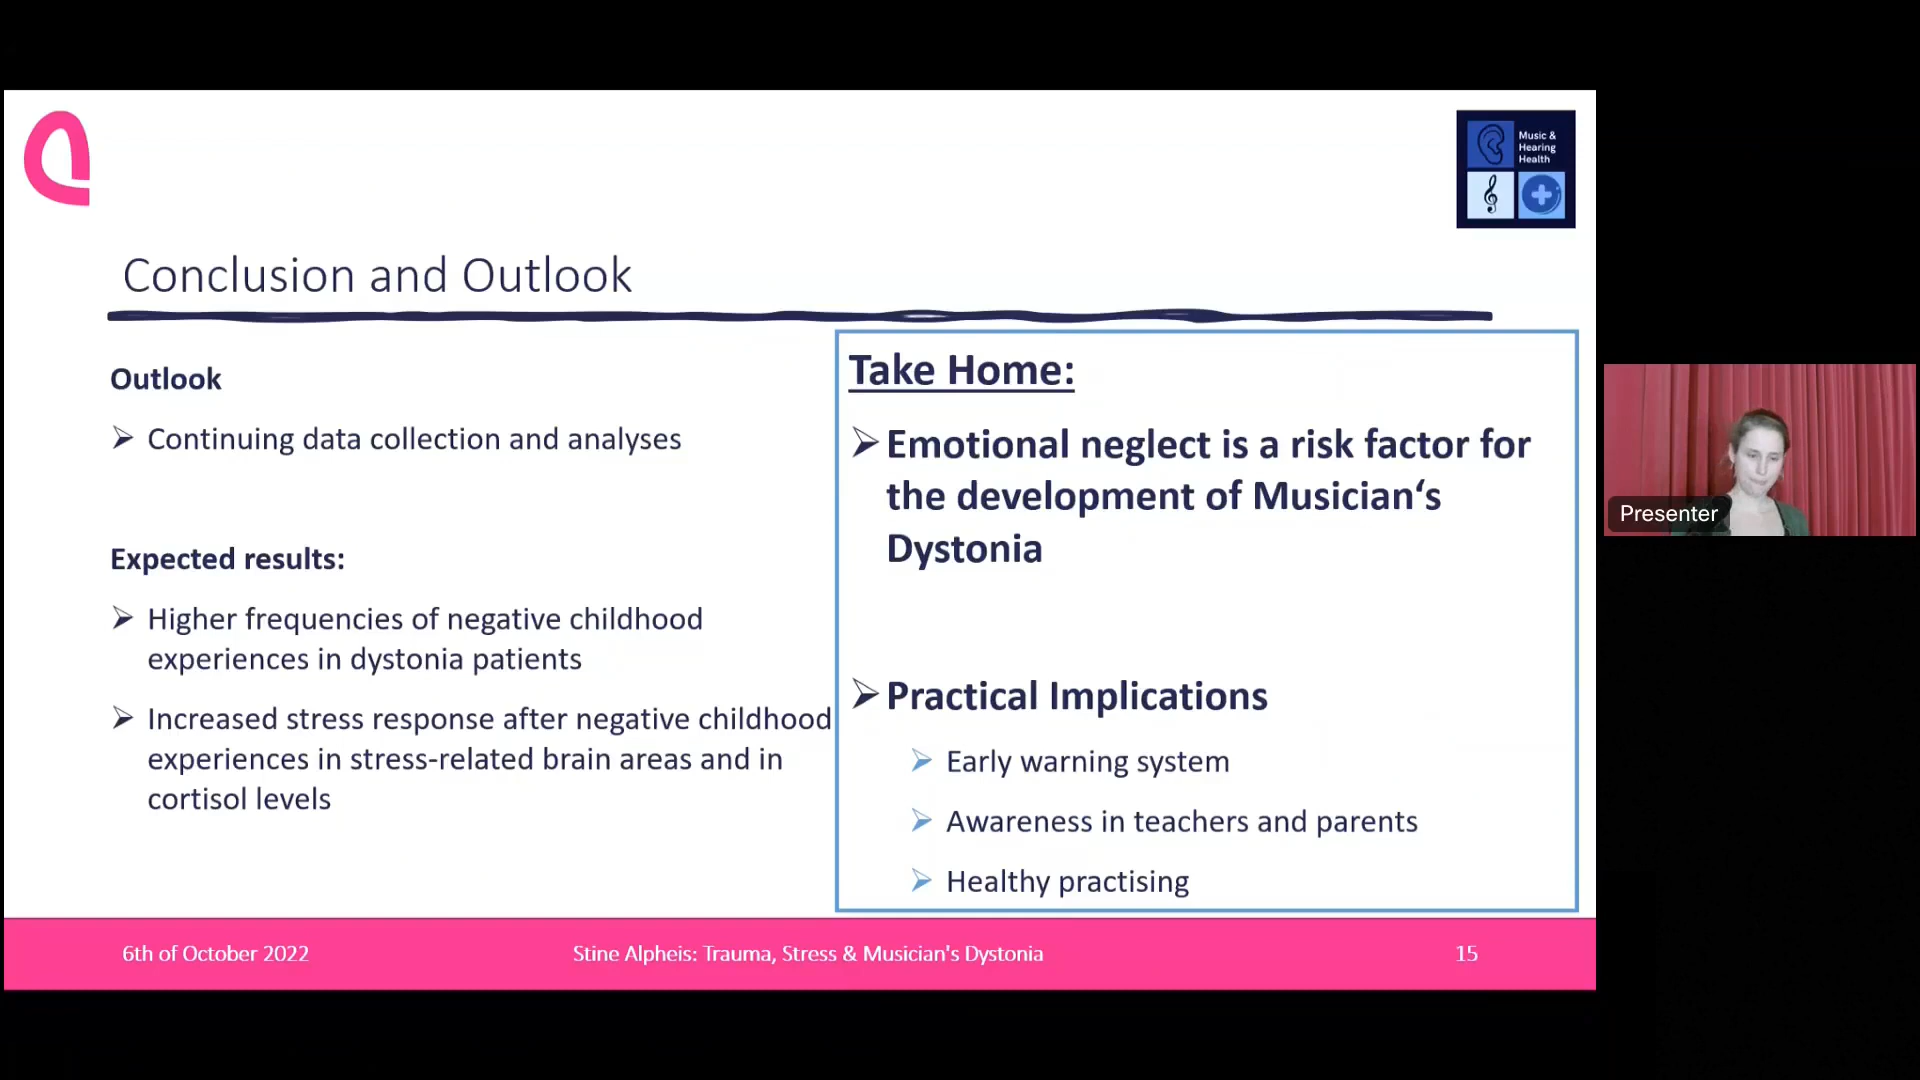 Music &
Hearing
Health
Conclusion and Outlook
Outlook
➢ Continuing data collection and analyses
Expected results:
➢ Higher frequencies of negative childhood
experiences in dystonia patients
➢ Increased stress response after negative childhood
experiences in stress-related brain areas and in
cortisol levels
Take Home:
➢ Emotional neglect is a risk factor for
the development of Musician‘s
Dystonia
➢ Practical Implications
➢ Early warning system
➢ Awareness in teachers and parents
➢ Healthy practising
6th of October 2022
Stine Alpheis: Trauma, Stress & Musician's Dystonia
15
Presenter